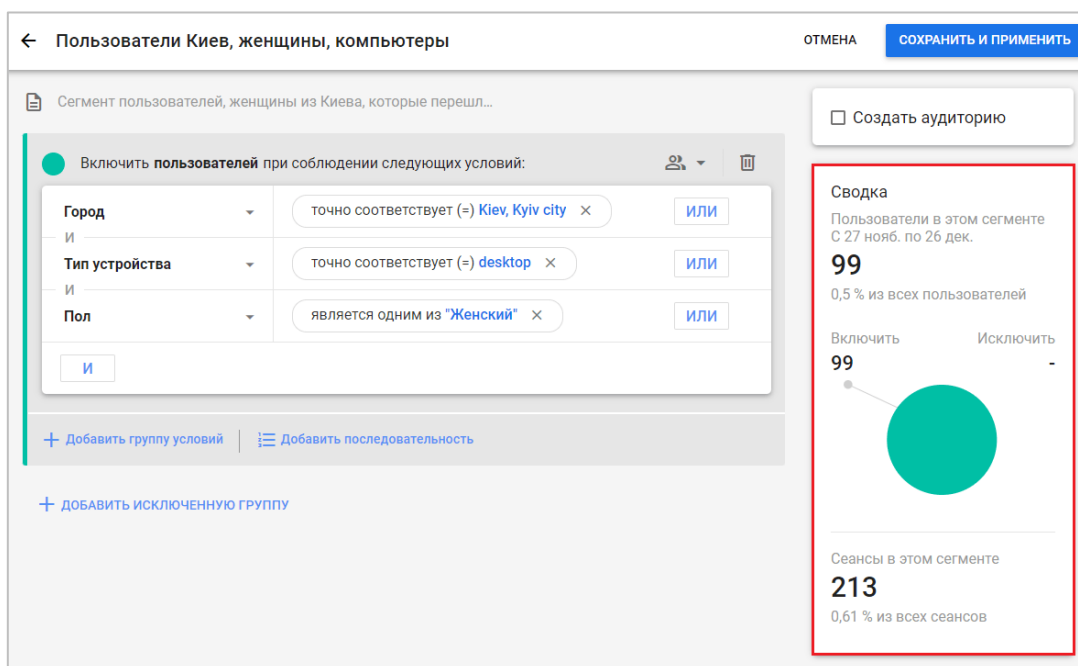 Пользователи Киев, женщины, компьютеры
ОТМЕНА
СОХРАНИТЬ И ПРИМЕНИТЬ
Сегмент пользователей, женщины из Киева, которые перешл...
Включить пользователей при соблюдении следующих условий:
Город
точно соответствует (=) Kiev, Kyiv city
ИЛИ
И
Тип устройства
точно соответствует (=) desktop
ИЛИ
И
Пол
является одним из "Женский"
ИЛИ
И
Добавить группу условий
Добавить последовательность
ДОБАВИТЬ ИСКЛЮЧЕННУЮ ГРУППУ
Создать аудиторию
Сводка
Пользователи в этом сегменте
С 27 нояб. по 26 дек.
99
0,5 % из всех пользователей
Включить
Исключить
99
-
Сеансы в этом сегменте
213
0,61 % из всех сеансов